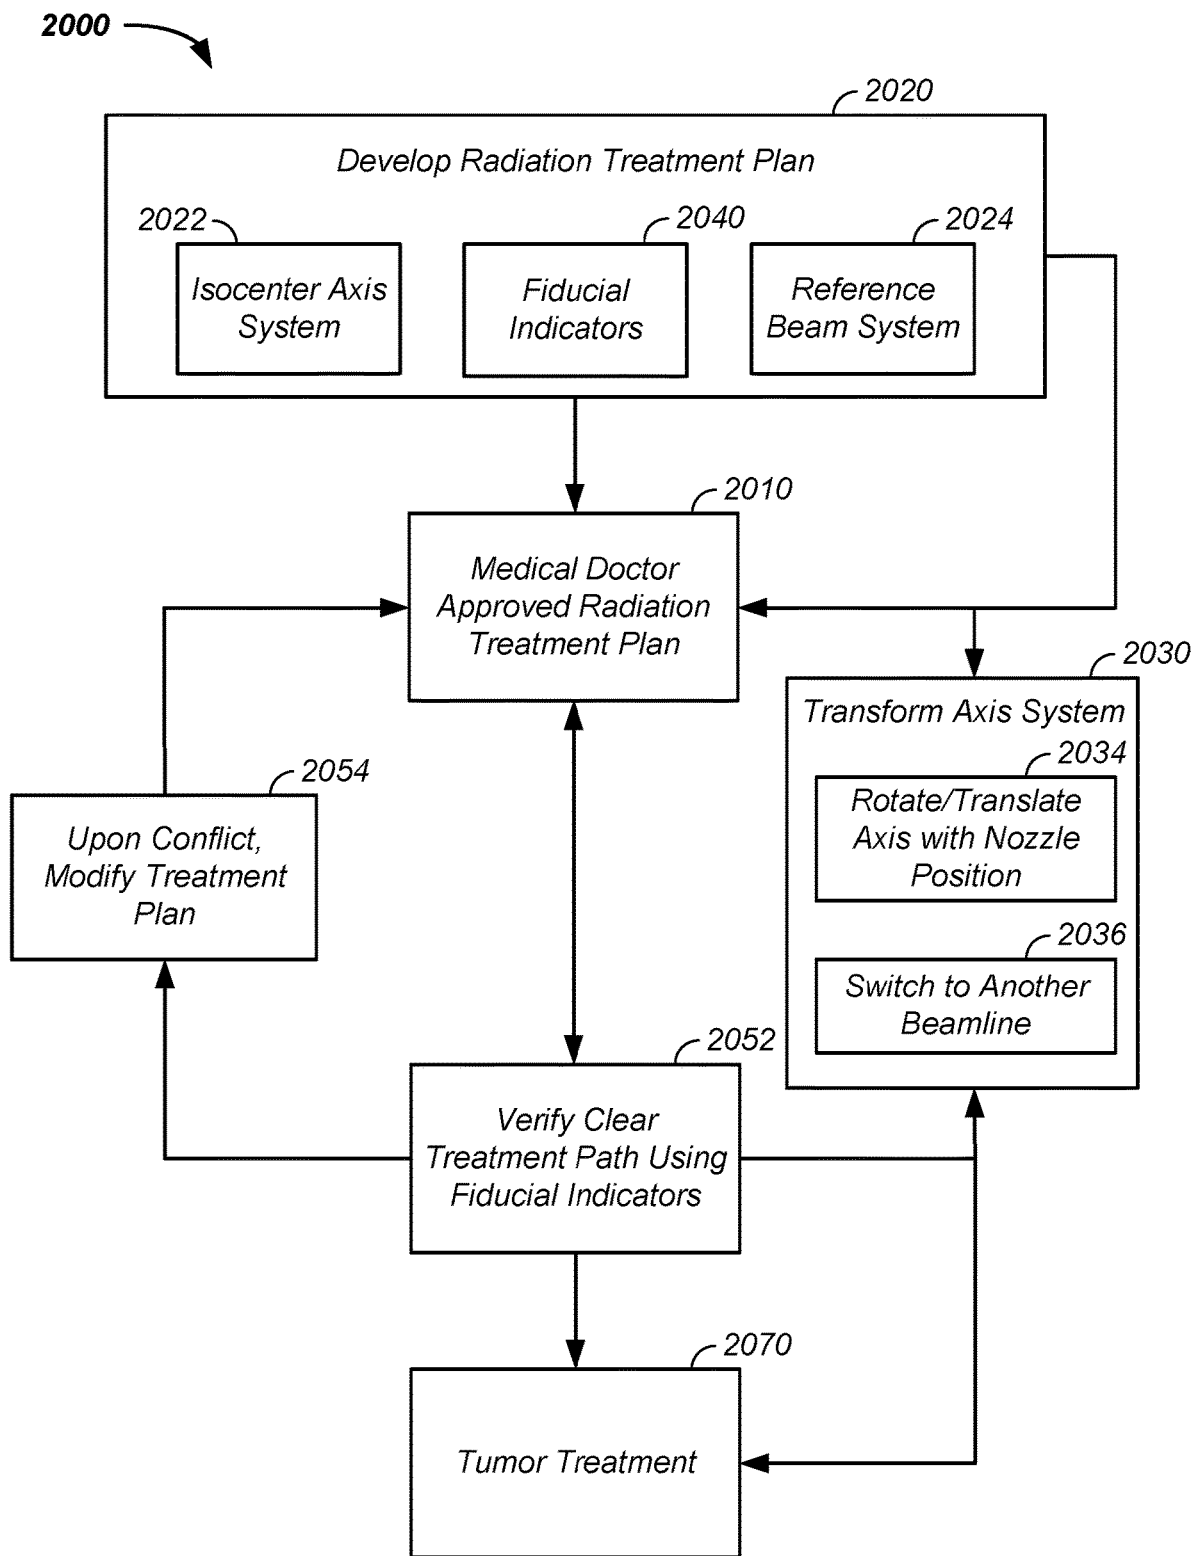 2000
2020
Develop Radiation Treatment Plan
2022
2040
2024
Isocenter Axis
System
Fiducial
Indicators
Reference
Beam System
2010
Medical Doctor
Approved Radiation
Treatment Plan
2030
Transform Axis System
2034
Rotate/Translate
Axis with Nozzle
Position
2036
Switch to Another
Beamline
2054
Upon Conflict,
Modify Treatment
Plan
2052
Verify Clear
Treatment Path Using
Fiducial Indicators
2070
Tumor Treatment